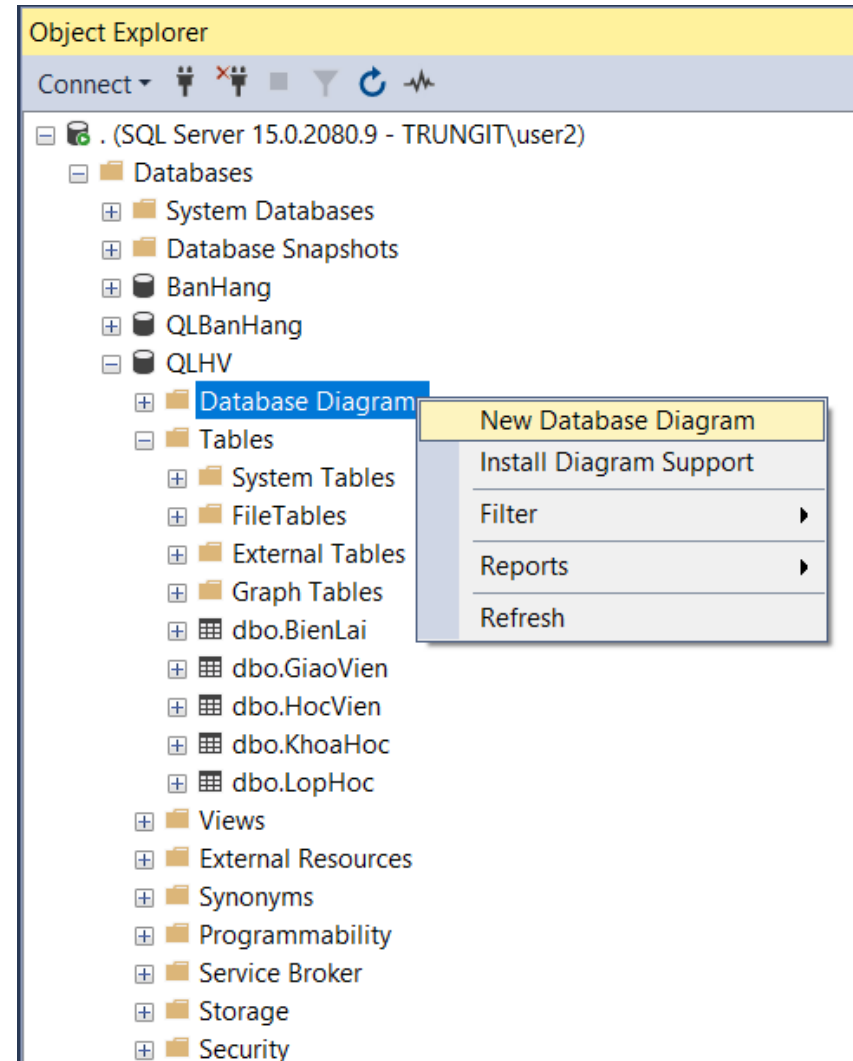 Object Explorer
Connect
. (SQL Server 15.0.2080.9 - TRUNGIT\user2)
Databases
System Databases
Database Snapshots
BanHang
QLBanHang
QLHV
Database Diagram
New Database Diagram
Tables
Install Diagram Support
System Tables
Filter
FileTables
External Tables
Reports
Graph Tables
Refresh
dbo.BienLai
dbo.GiaoVien
dbo.HocVien
dbo.KhoaHoc
dbo.LopHoc
Views
External Resources
Synonyms
Programmability
Service Broker
Storage
Security